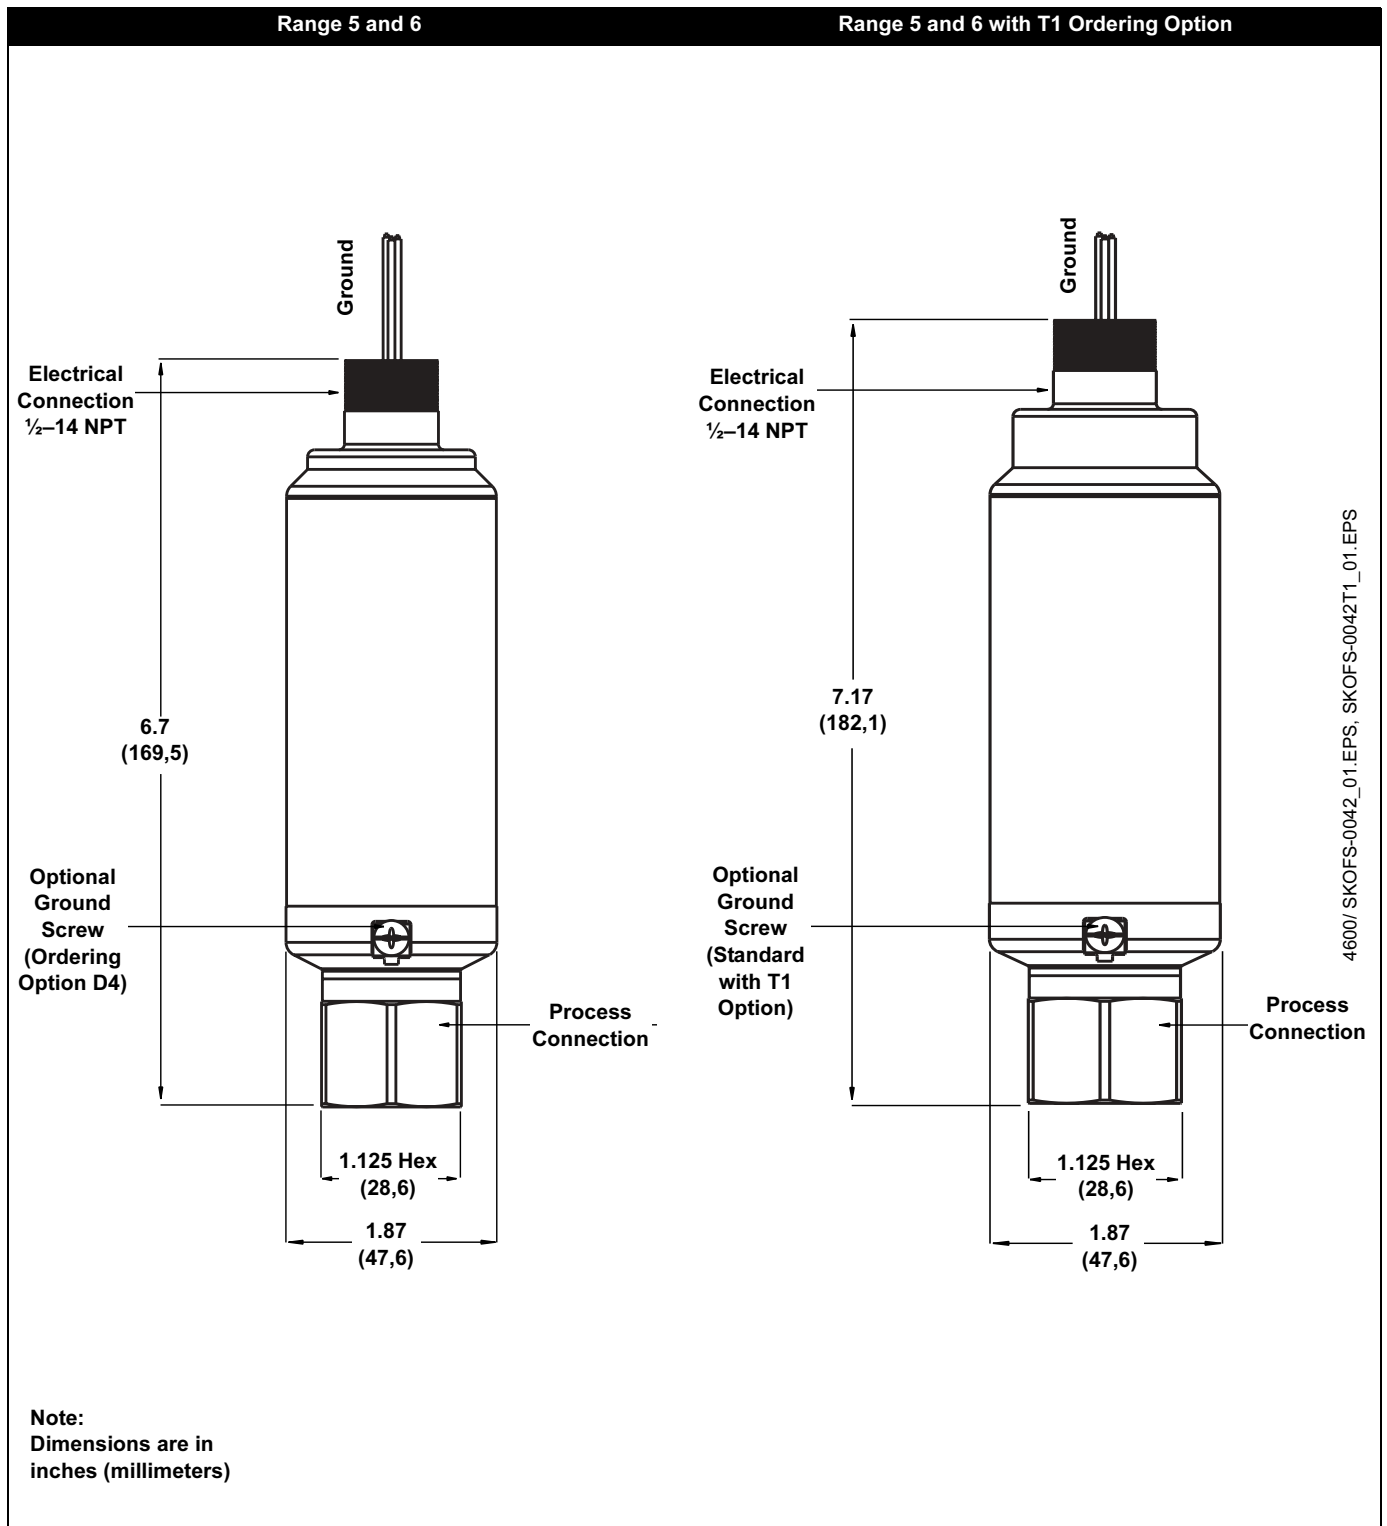 Range 5 and 6
Range 5 and 6 with T1 Ordering Option
Ground
Electrical
Connection
½–14 NPT
6.7
(169,5)
Optional
Ground
Screw
(Ordering
Option D4)
Process
Connection
1.125 Hex
(28,6)
1.87
(47,6)
Ground
Electrical
Connection
½–14 NPT
7.17
(182,1)
Optional
Ground
Screw
(Standard
with T1
Option)
Process
Connection
1.125 Hex
(28,6)
1.87
(47,6)
4600/ SKOFS-0042_01.EPS, SKOFS-0042T1_01.EPS
Note:
Dimensions are in
inches (millimeters)